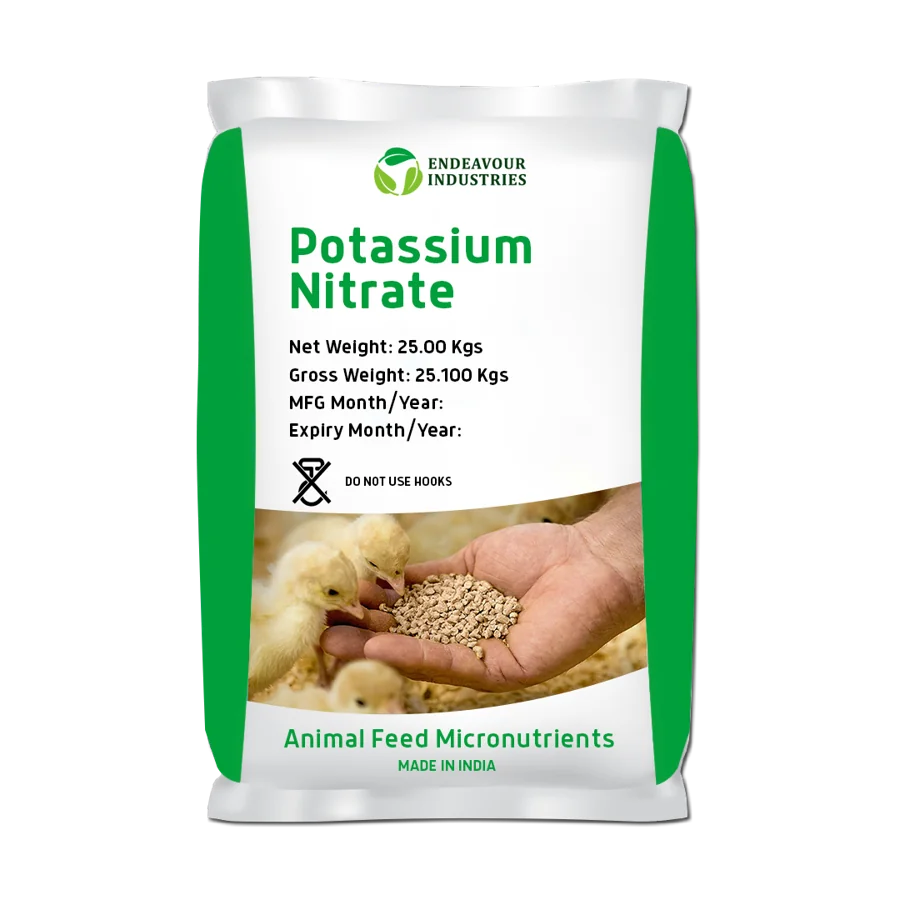 ENDEAVOUR
INDUSTRIES
Potassium
Nitrate
Net Weight: 25.00 Kgs
Gross Weight: 25.100 Kgs
MFG Month/Year:
Expiry Month/Year:
DO NOT USE HOOKS
Animal Feed Micronutrients
MADE IN INDIA